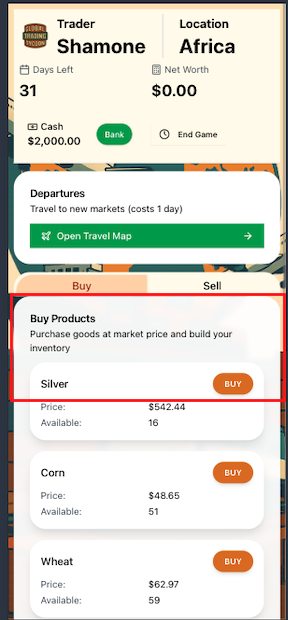 GLOBAL TRADING TYCOON
Trader
Shamone
Location
Africa
Days Left
31
Net Worth
$0.00
Cash
$2,000.00
Bank
End Game
Departures
Travel to new markets (costs 1 day)
Open Travel Map
Buy
Sell
Buy Products
Purchase goods at market price and build your
inventory
Silver
BUY
Price:
$542.44
Available:
16
Corn
BUY
Price:
$48.65
Available:
51
Wheat
BUY
Price:
$62.97
Available:
59